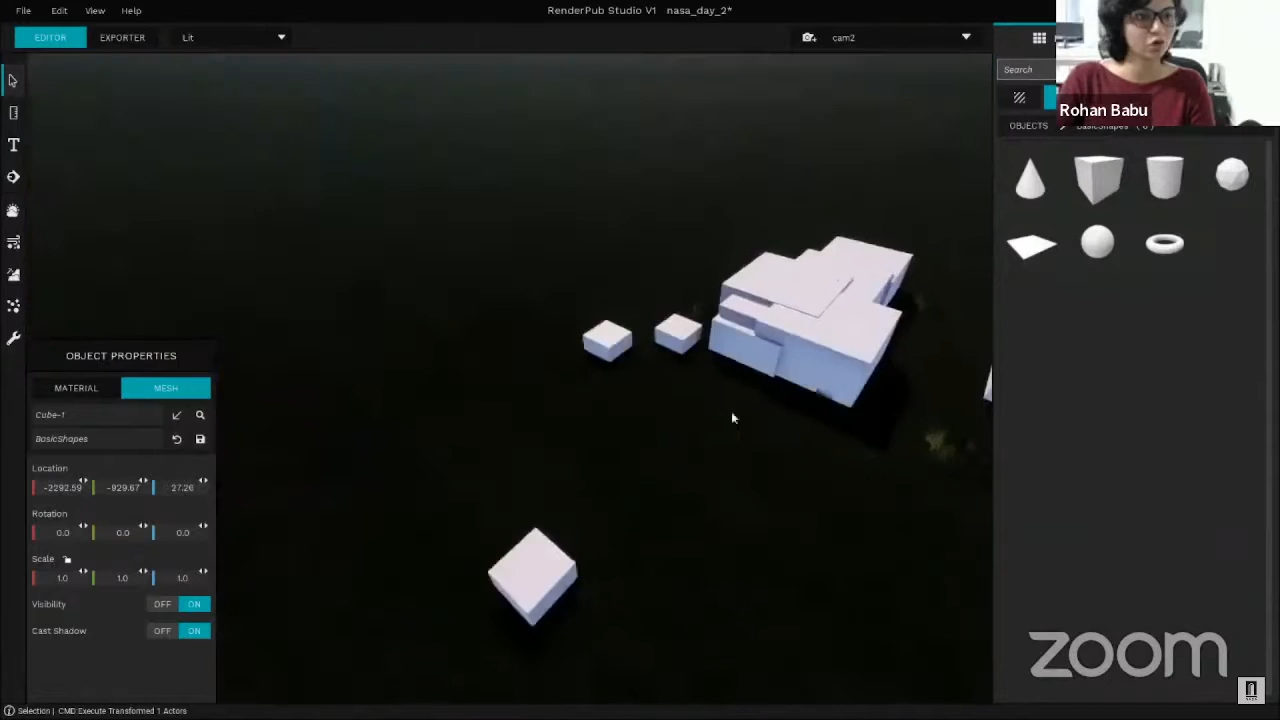 File Edit View Help
RenderPub Studio V1 nasa_day_2*
EDITOR EXPORTER Lit
cam2
Search
Rohan Babu
OBJECTS BasicShapes
OBJECT PROPERTIES
MATERIAL MESH
Cube-1
BasicShapes
Location
-2292.59 -929.67 27.26
Rotation
0.0 0.0 0.0
Scale
1.0 1.0 1.0
Visibility OFF ON
Cast Shadow OFF ON
zoom
Selection | CMD Execute Transformed 1 Actors